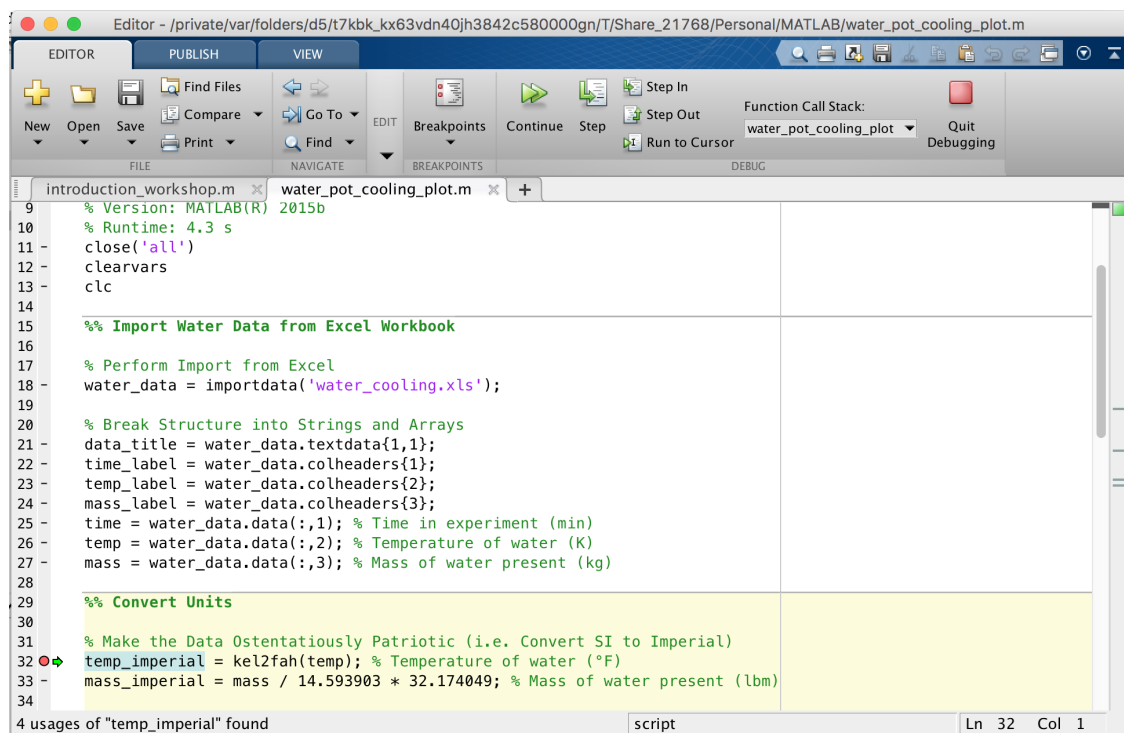 Editor - /private/var/folders/d5/t7kbk_kx63vdn40jh3842c580000gn/T/Share_21768/Personal/MATLAB/water_pot_cooling_plot.m
EDITOR PUBLISH VIEW
New Open Save Find Files Compare Print
FILE
Go To Find
NAVIGATE
EDIT
Breakpoints
BREAKPOINTS
Continue Step Step In Step Out Run to Cursor
Function Call Stack:
water_pot_cooling_plot
Quit Debugging
DEBUG
introduction_workshop.m water_pot_cooling_plot.m
9 % Version: MATLAB(R) 2015b
10 % Runtime: 4.3 s
11 - close('all')
12 - clearvars
13 - clc
14
15 %% Import Water Data from Excel Workbook
16
17 % Perform Import from Excel
18 - water_data = importdata('water_cooling.xls');
19
20 % Break Structure into Strings and Arrays
21 - data_title = water_data.textdata{1,1};
22 - time_label = water_data.colheaders{1};
23 - temp_label = water_data.colheaders{2};
24 - mass_label = water_data.colheaders{3};
25 - time = water_data.data(:,1); % Time in experiment (min)
26 - temp = water_data.data(:,2); % Temperature of water (K)
27 - mass = water_data.data(:,3); % Mass of water present (kg)
28
29 %% Convert Units
30
31 % Make the Data Ostentatiously Patriotic (i.e. Convert SI to Imperial)
32 temp_imperial = kel2fah(temp); % Temperature of water (°F)
33 - mass_imperial = mass / 14.593903 * 32.174049; % Mass of water present (lbm)
34
4 usages of "temp_imperial" found script Ln 32 Col 1